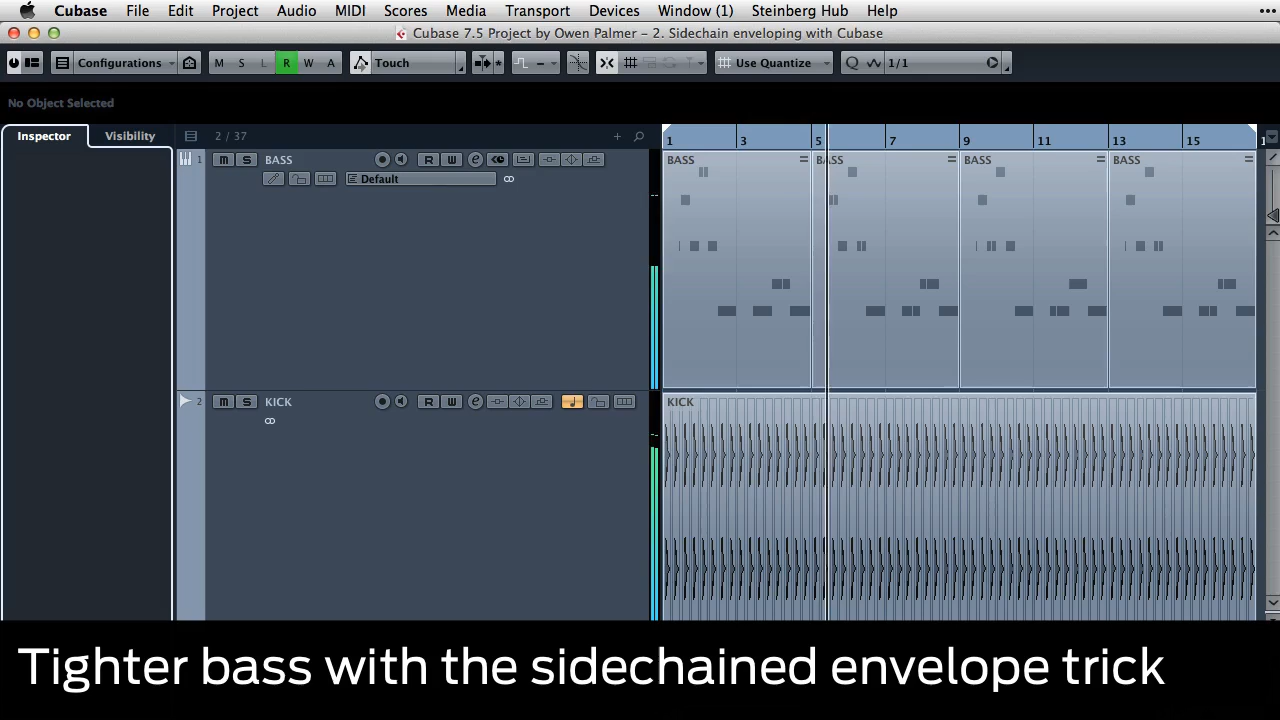 Cubase File Edit Project Audio MIDI Scores Media Transport Devices Window (1) Steinberg Hub Help
Cubase 7.5 Project by Owen Palmer – 2. Sidechain enveloping with Cubase
Configurations M S L R W A Touch Use Quantize Q 1/1
No Object Selected
Inspector Visibility 2 / 37 + 1 3 5 7 9 11 13 15
1 M S BASS R W e BASS BASS BASS BASS
Default
2 M S KICK R W e KICK
Tighter bass with the sidechained envelope trick